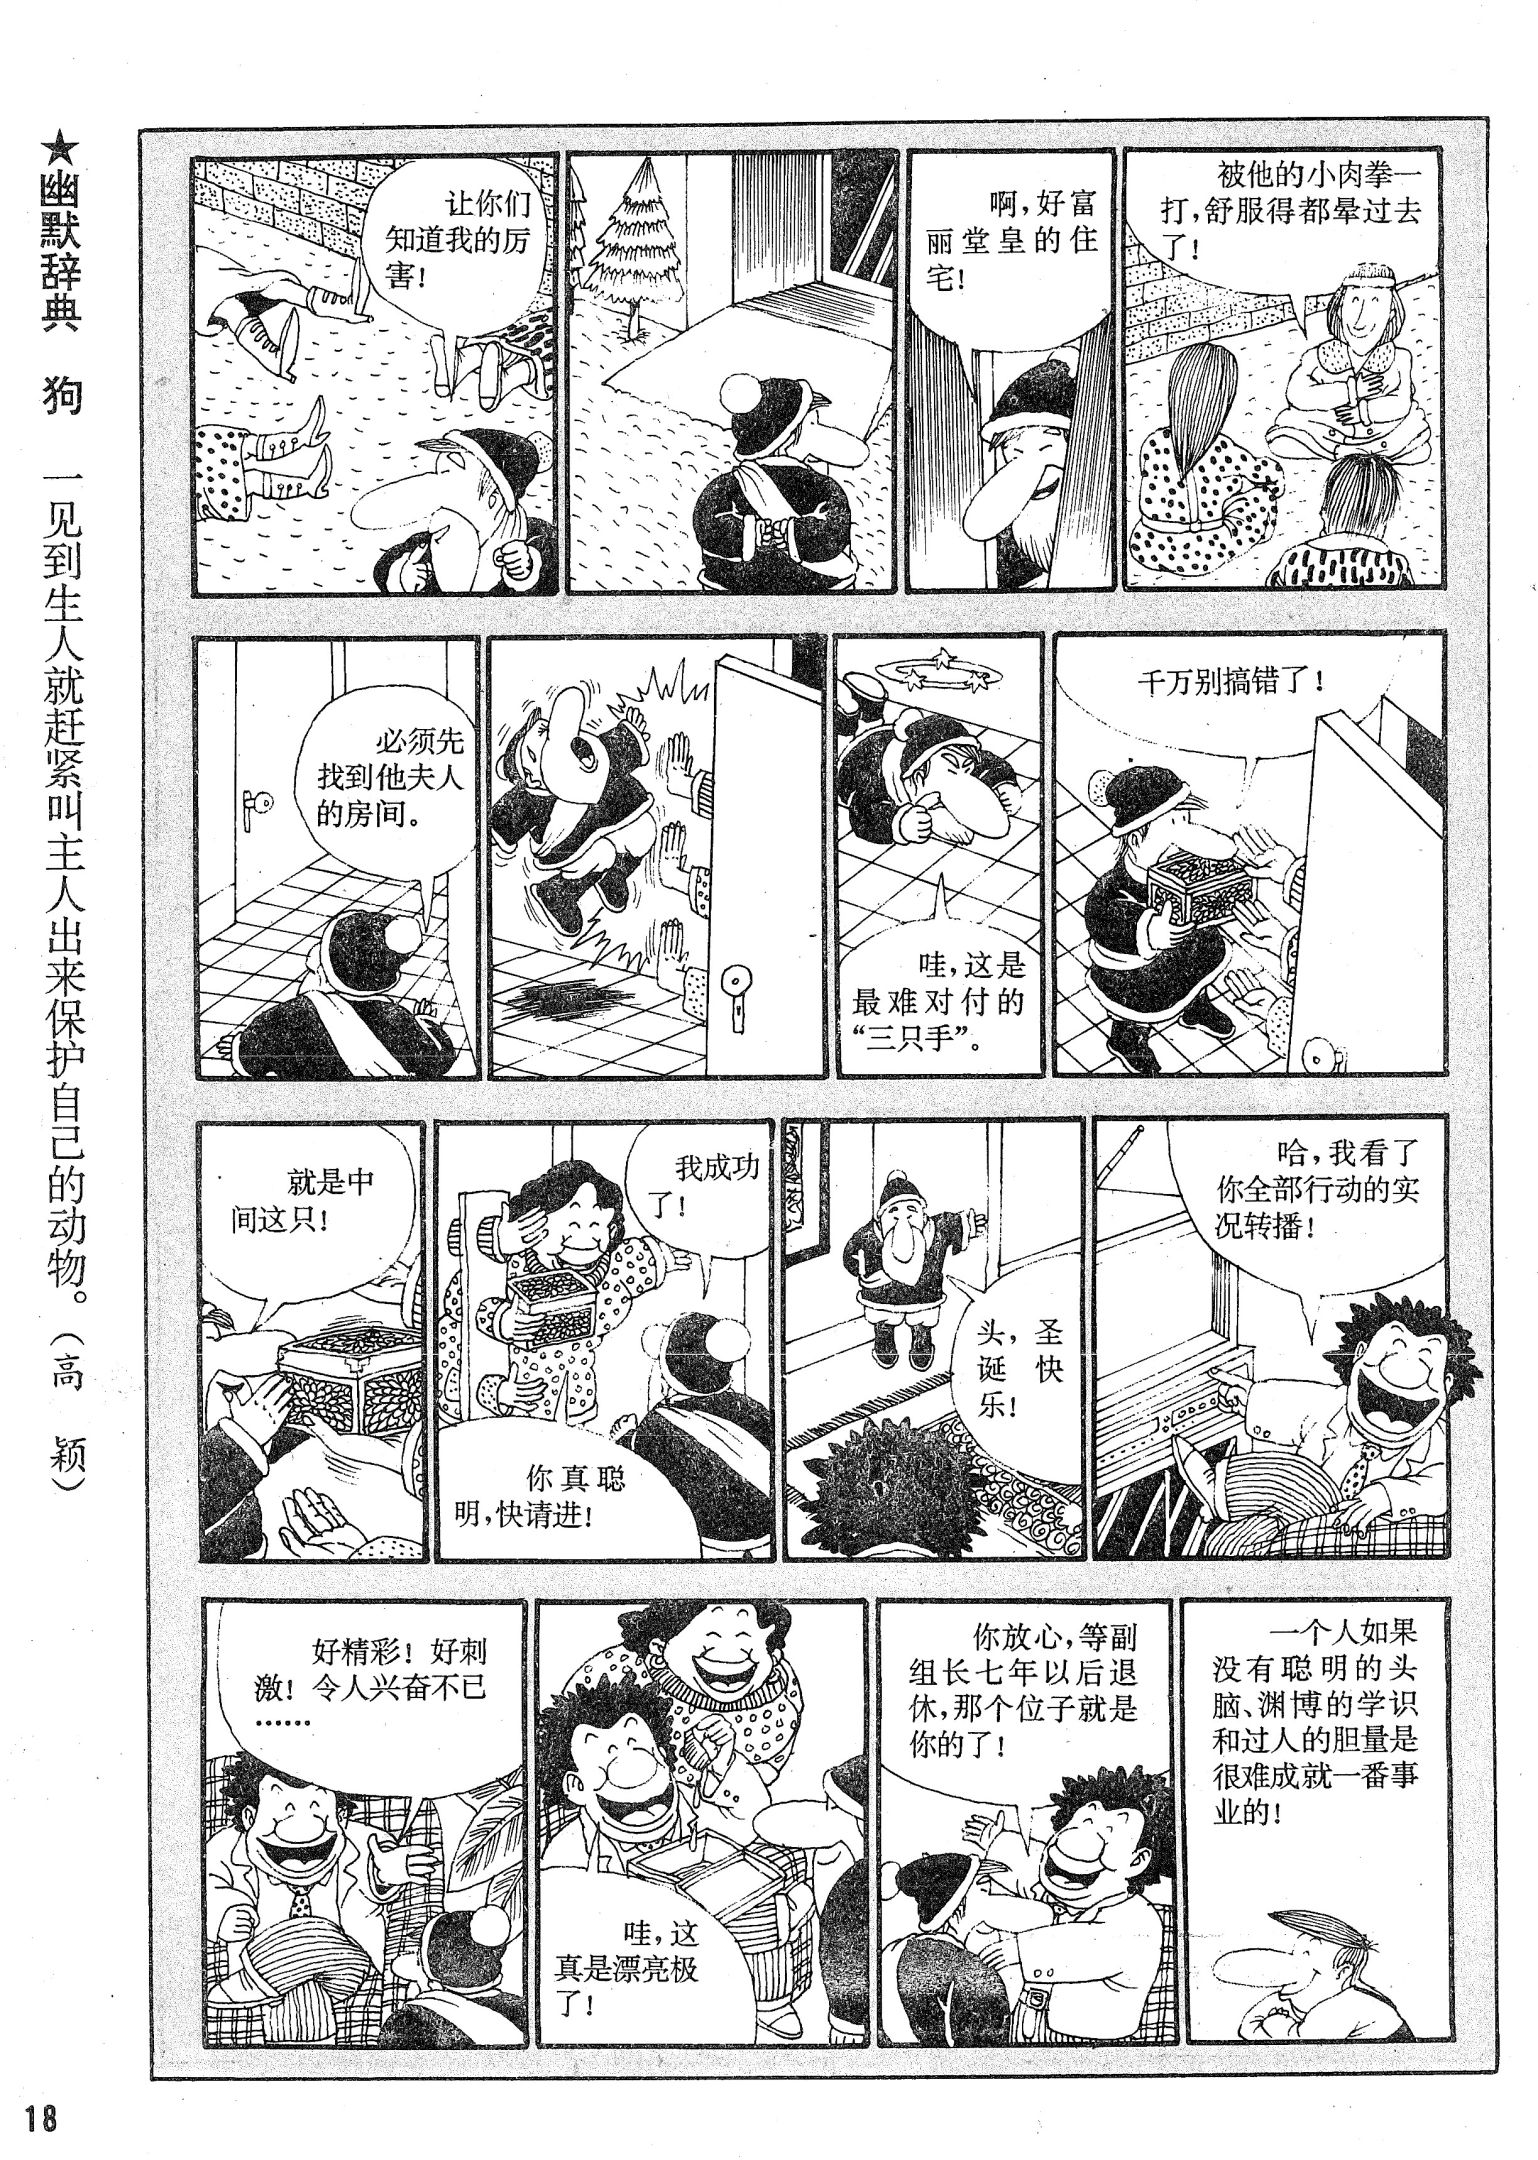 ★幽默辞典 狗 一见到生人就赶紧叫主人出来保护自己的动物。(高 颖)
让你们
知道我的厉
害!
啊,好富
丽堂皇的住
宅!
被他的小肉拳一
打,舒服得都晕过去
了!
必须先
找到他夫人
的房间。
哇,这是
最难对付的
“三只手”。
千万别搞错了!
就是中
间这只!
我成功
了!
你真聪
明,快请进!
头,圣
诞快
乐!
哈,我看了
你全部行动的实
况转播!
好精彩!好刺
激!令人兴奋不已
……
哇,这
真是漂亮极
了!
你放心,等副
组长七年以后退
休,那个位子就是
你的了!
一个人如果
没有聪明的头
脑、渊博的学识
和过人的胆量是
很难成就一番事
业的!
18